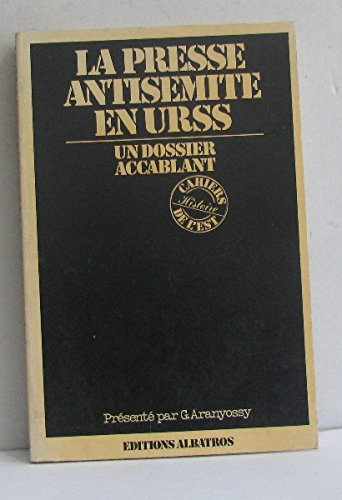 LA PRESSE
ANTISEMITE
EN URSS
UN DOSSIER
ACCABLANT
CAHIERS
Histoire
DE L'EST
Présenté par G. Aranyossy
EDITIONS ALBATROS